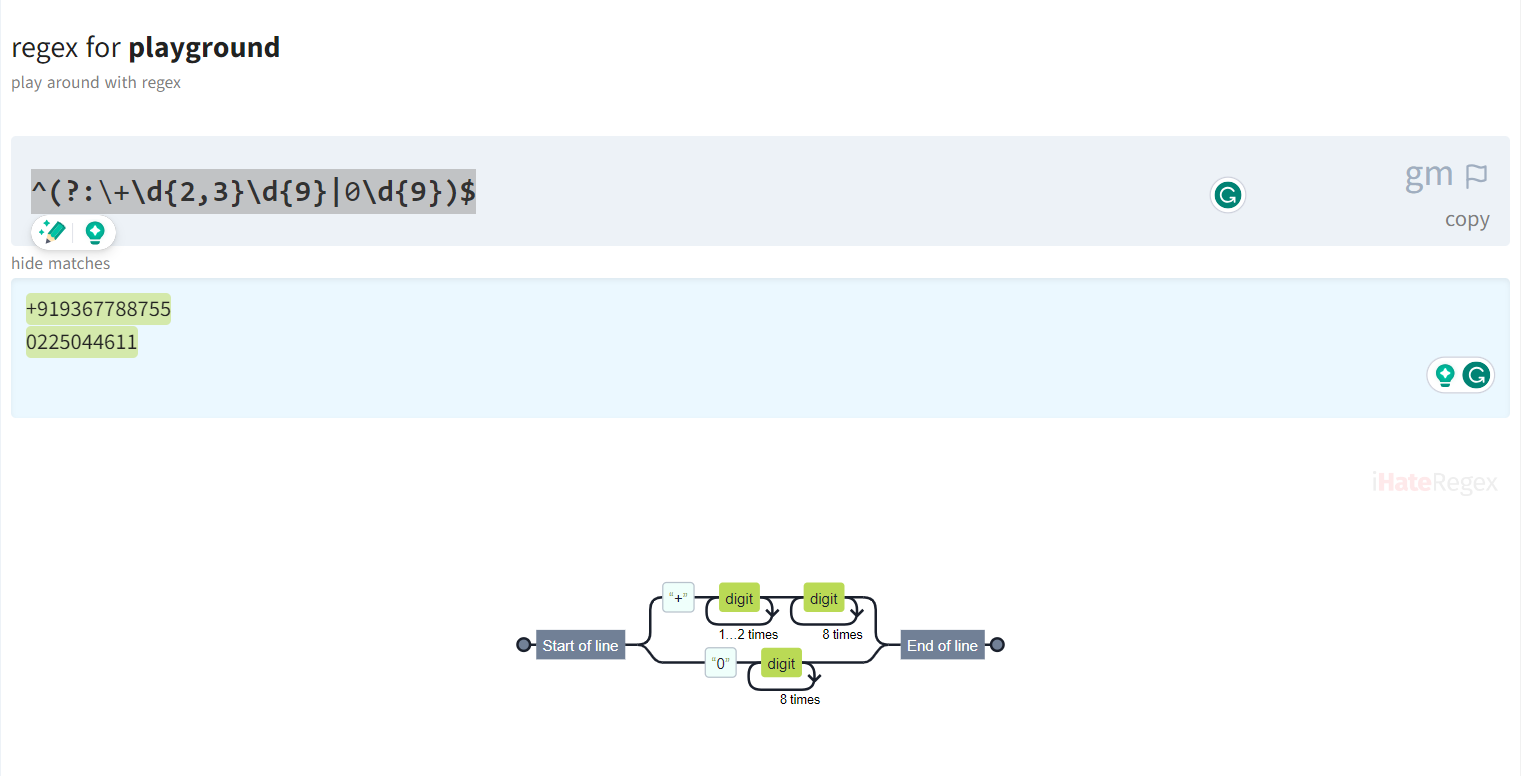 regex for playground
play around with regex
^(?:\+\d{2,3}\d{9}|0\d{9})$
gm
copy
hide matches
+919367788755
0225044611
iHateRegex
"+" digit digit
1...2 times 8 times
Start of line End of line
"0" digit
8 times